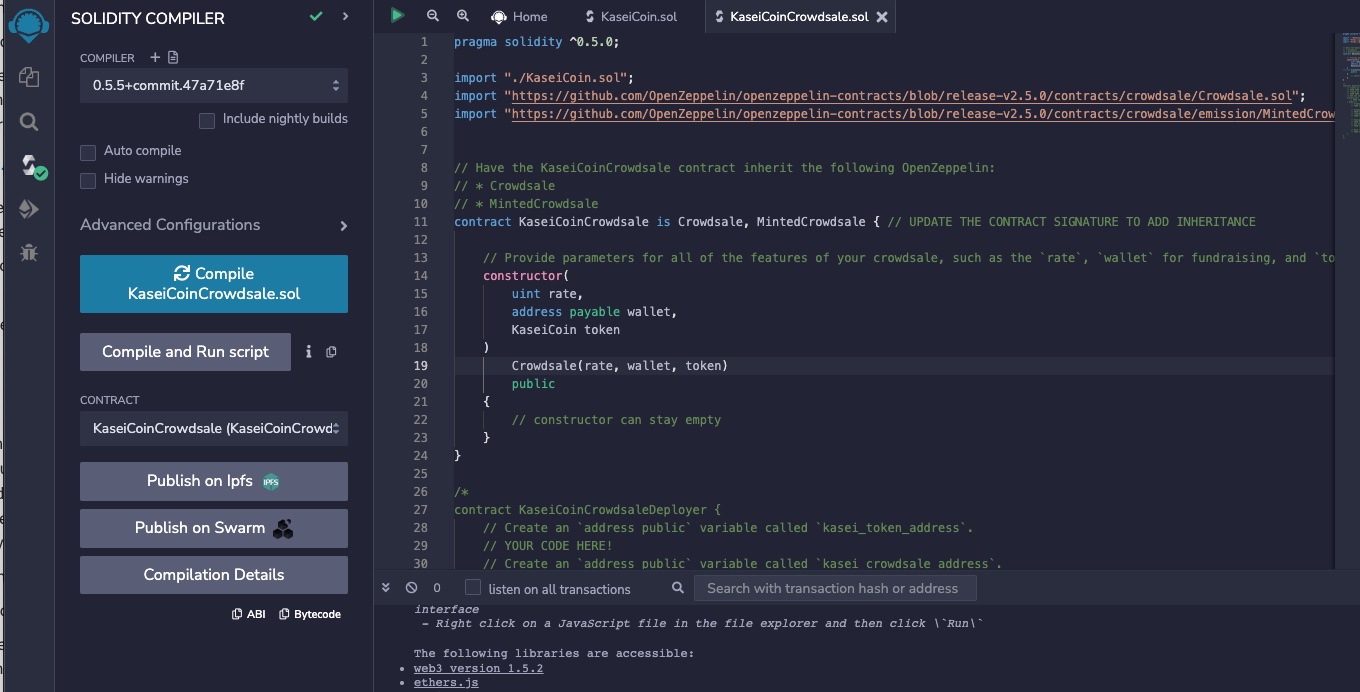 SOLIDITY COMPILER
COMPILER
0.5.5+commit.47a71e8f
Include nightly builds
Auto compile
Hide warnings
Advanced Configurations
Compile
KaseiCoinCrowdsale.sol
Compile and Run script
CONTRACT
KaseiCoinCrowdsale (KaseiCoinCrowd
Publish on Ipfs IPFS
Publish on Swarm
Compilation Details
ABI Bytecode
Home KaseiCoin.sol KaseiCoinCrowdsale.sol
1 pragma solidity ^0.5.0;
2
3 import "./KaseiCoin.sol";
4 import "https://github.com/OpenZeppelin/openzeppelin-contracts/blob/release-v2.5.0/contracts/crowdsale/Crowdsale.sol";
5 import "https://github.com/OpenZeppelin/openzeppelin-contracts/blob/release-v2.5.0/contracts/crowdsale/emission/MintedCrow
6
7
8 // Have the KaseiCoinCrowdsale contract inherit the following OpenZeppelin:
9 // * Crowdsale
10 // * MintedCrowdsale
11 contract KaseiCoinCrowdsale is Crowdsale, MintedCrowdsale { // UPDATE THE CONTRACT SIGNATURE TO ADD INHERITANCE
12
13 // Provide parameters for all of the features of your crowdsale, such as the `rate`, `wallet` for fundraising, and `to
14 constructor(
15 uint rate,
16 address payable wallet,
17 KaseiCoin token
18 )
19 Crowdsale(rate, wallet, token)
20 public
21 {
22 // constructor can stay empty
23 }
24 }
25
26 /*
27 contract KaseiCoinCrowdsaleDeployer {
28 // Create an `address public` variable called `kasei_token_address`.
29 // YOUR CODE HERE!
30 // Create an `address public` variable called `kasei_crowdsale_address`.
0 listen on all transactions Search with transaction hash or address
interface
- Right click on a JavaScript file in the file explorer and then click \`Run\`
The following libraries are accessible:
• web3 version 1.5.2
• ethers.js